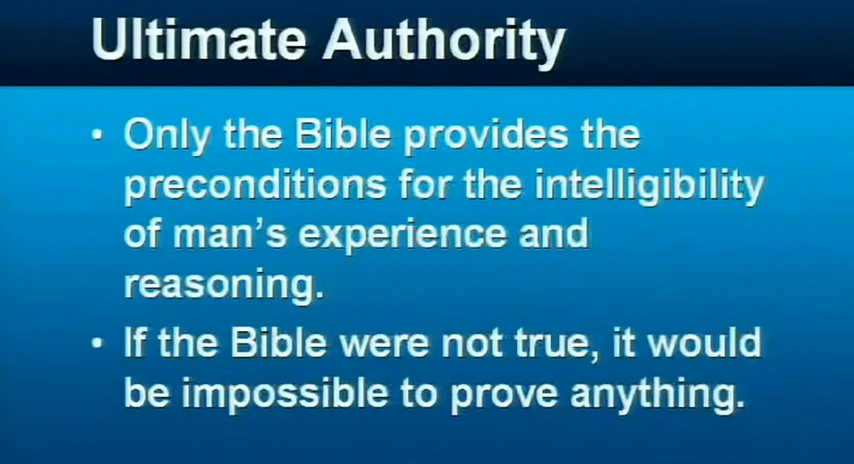 Ultimate Authority
• Only the Bible provides the
preconditions for the intelligibility
of man’s experience and
reasoning.
• If the Bible were not true, it would
be impossible to prove anything.